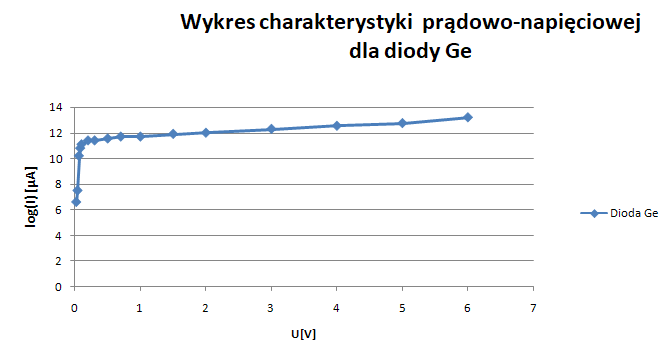 Wykres charakterystyki prądowo-napięciowej
dla diody Ge
14
12
10
8
6
4
2
0
log(I) [µA]
0 1 2 3 4 5 6 7
U[V]
Dioda Ge